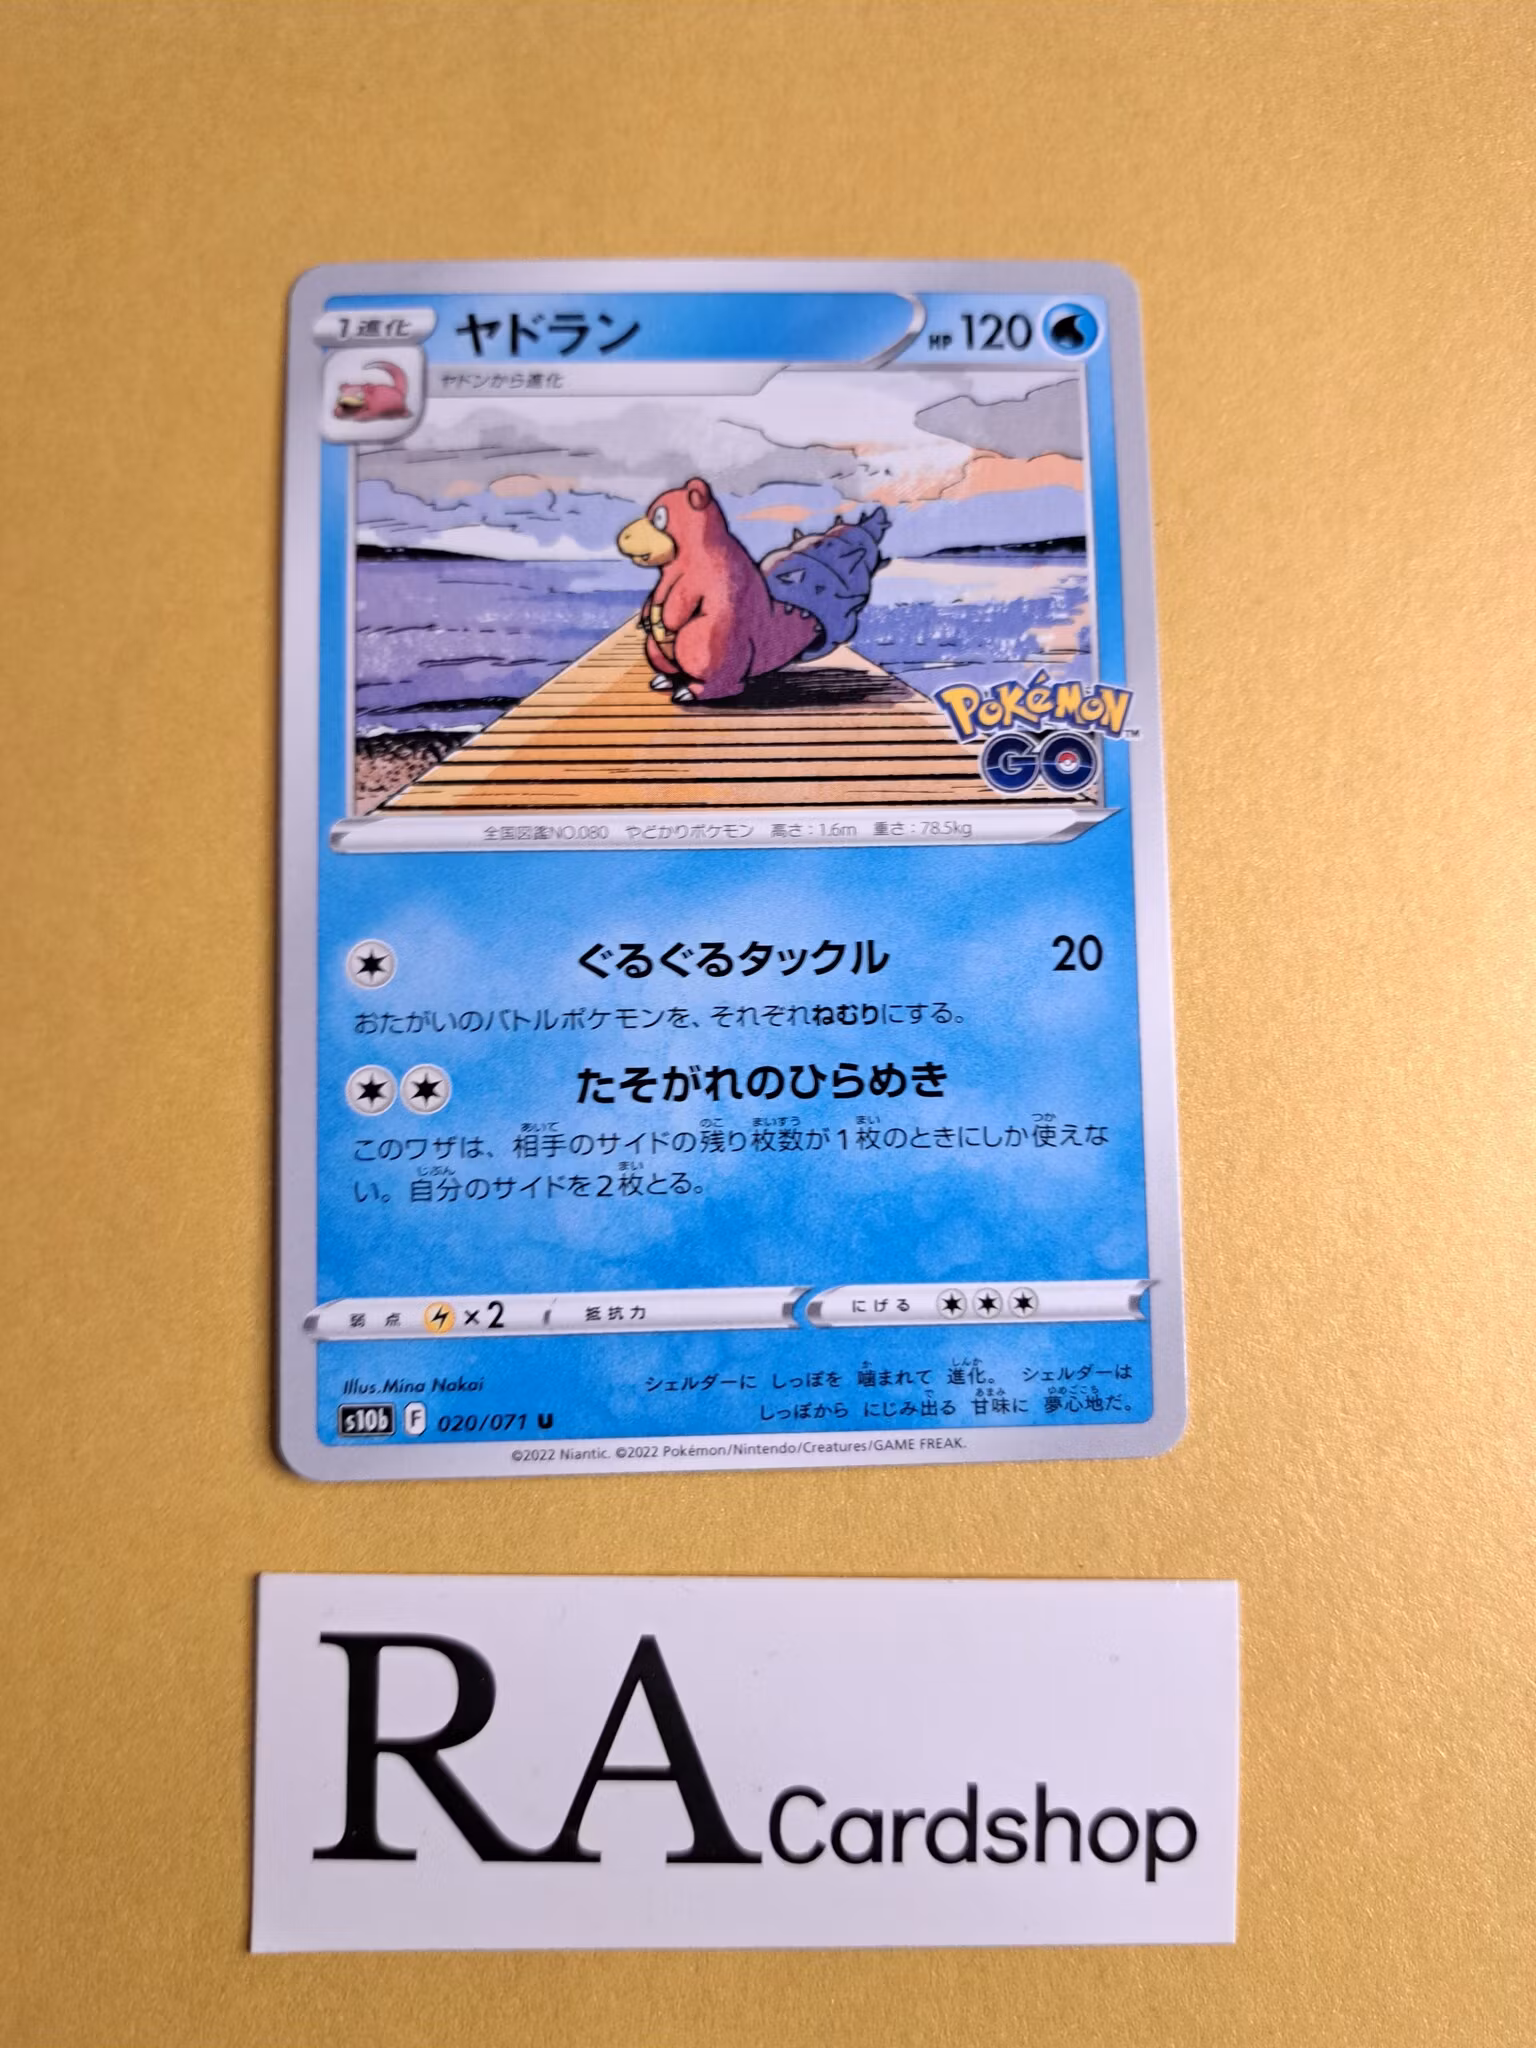 1進化
ヤドラン
HP 120
ヤドンから進化
POKéMON™
GO
全国図鑑NO.080 やどかりポケモン 高さ:1.6m 重さ:78.5kg
ぐるぐるタックル 20
おたがいのバトルポケモンを、それぞれねむりにする。
たそがれのひらめき
このワザは、相手のサイドの残り枚数が1枚のときにしか使えな
い。自分のサイドを2枚とる。
弱点 ×2 抵抗力 にげる
Illus.Mina Nakai
シェルダーに しっぽを 噛まれて 進化。 シェルダーは
しっぽから にじみ出る 甘味に 夢心地だ。
s10b F 020/071 U
©2022 Niantic. ©2022 Pokémon/Nintendo/Creatures/GAME FREAK.
RA Cardshop